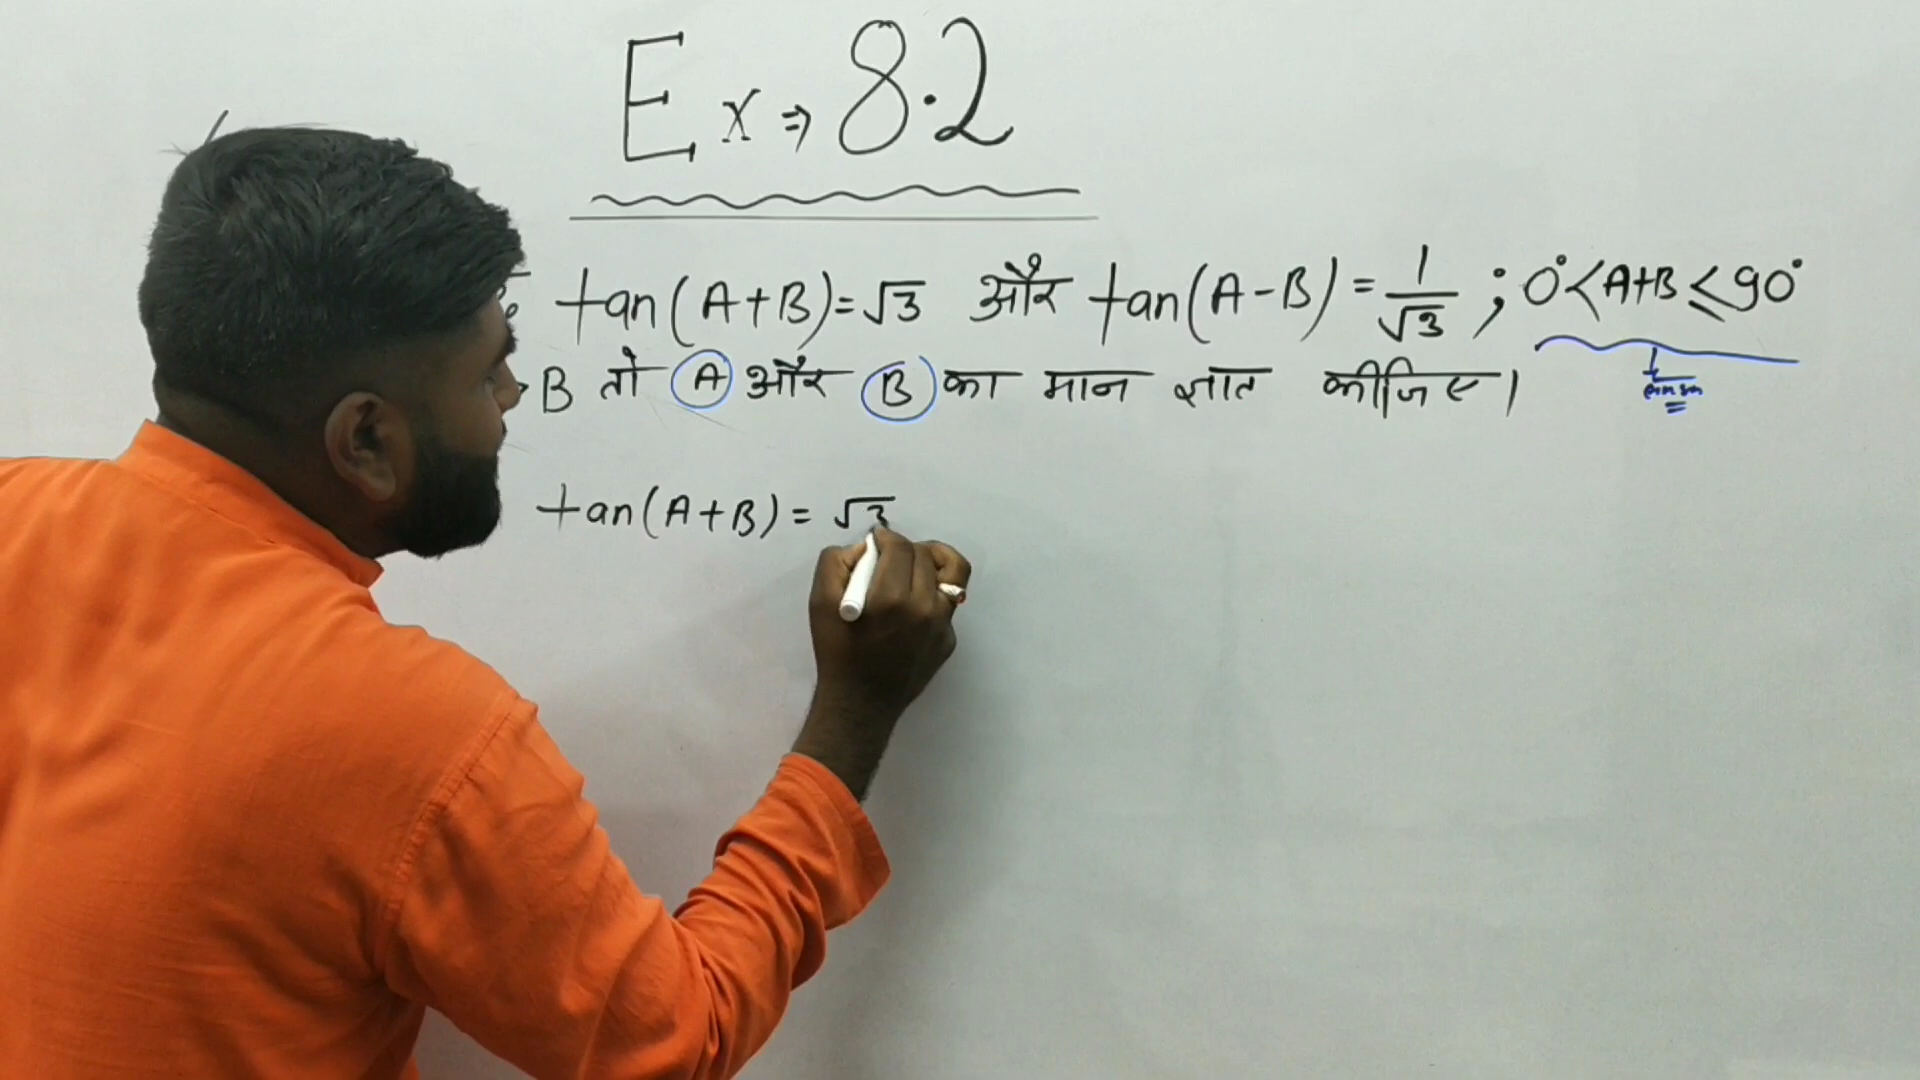 Ex ⇒ 8.2
tan(A+B)=√3 और tan(A-B)=1/√3 ; 0°<A+B≤90°
B तो A और B का मान ज्ञात कीजिए।
tan(A+B)= √3